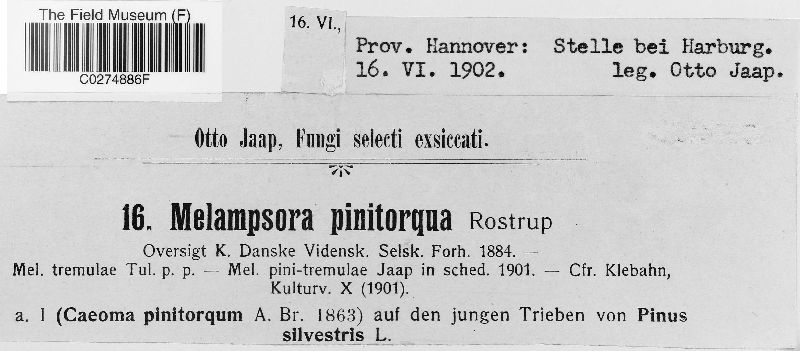 The Field Museum (F)
C0274886F
16. VI.,
Prov. Hannover: Stelle bei Harburg.
16. VI. 1902. leg. Otto Jaap.
Otto Jaap, Fungi selecti exsiccati.
16. Melampsora pinitorqua Rostrup
Oversigt K. Danske Vidensk. Selsk. Forh. 1884. —
Mel. tremulae Tul. p. p. — Mel. pini-tremulae Jaap in sched. 1901. — Cfr. Klebahn,
Kulturv. X (1901).
a. I (Caeoma pinitorqum A. Br. 1863) auf den jungen Trieben von Pinus
silvestris L.